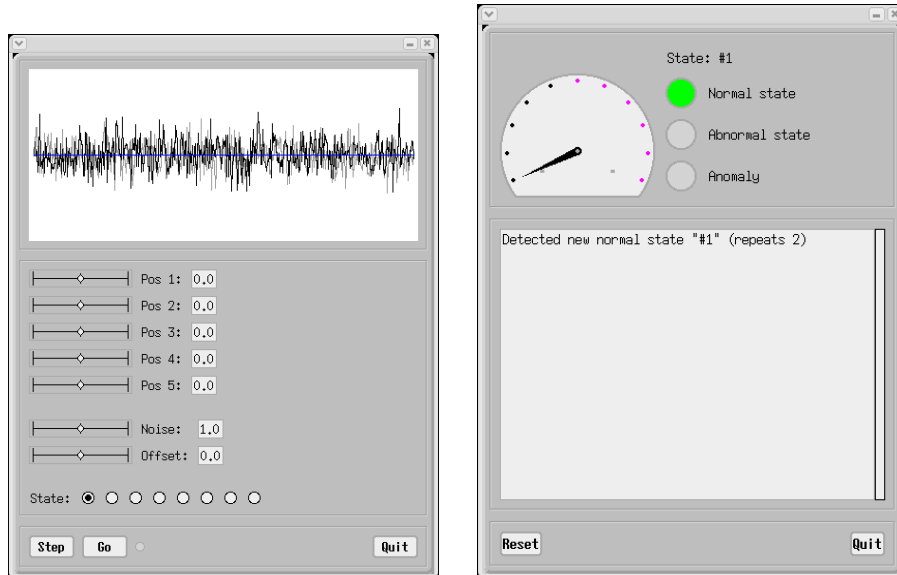 Pos 1: 0.0
Pos 2: 0.0
Pos 3: 0.0
Pos 4: 0.0
Pos 5: 0.0
Noise: 1.0
Offset: 0.0
State:
Step Go Quit
State: #1
Normal state
Abnormal state
Anomaly
Detected new normal state "#1" (repeats 2)
Reset Quit